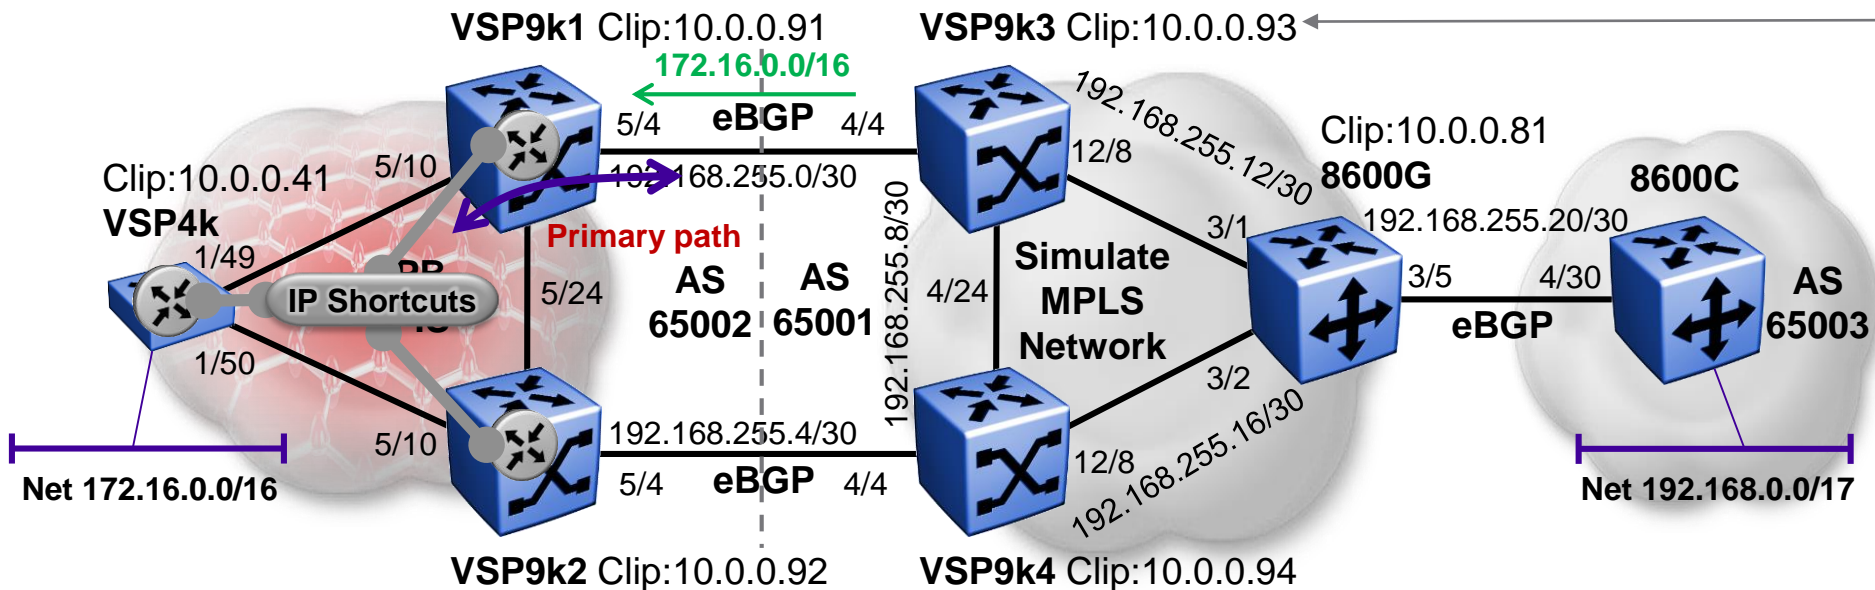 VSP9k1 Clip:10.0.0.91
VSP9k3 Clip:10.0.0.93
172.16.0.0/16
5/4
eBGP
4/4
192.168.255.0/30
5/10
Clip:10.0.0.41
VSP4k
1/49
Primary path
IP Shortcuts
5/24
AS
65002
AS
65001
192.168.255.8/30
4/24
Simulate
MPLS
Network
12/8
192.168.255.12/30
Clip:10.0.0.81
8600G
3/1
192.168.255.20/30
3/5
4/30
eBGP
8600C
AS
65003
1/50
5/10
192.168.255.4/30
5/4
eBGP
4/4
12/8
3/2
192.168.255.16/30
Net 172.16.0.0/16
Net 192.168.0.0/17
VSP9k2 Clip:10.0.0.92
VSP9k4 Clip:10.0.0.94